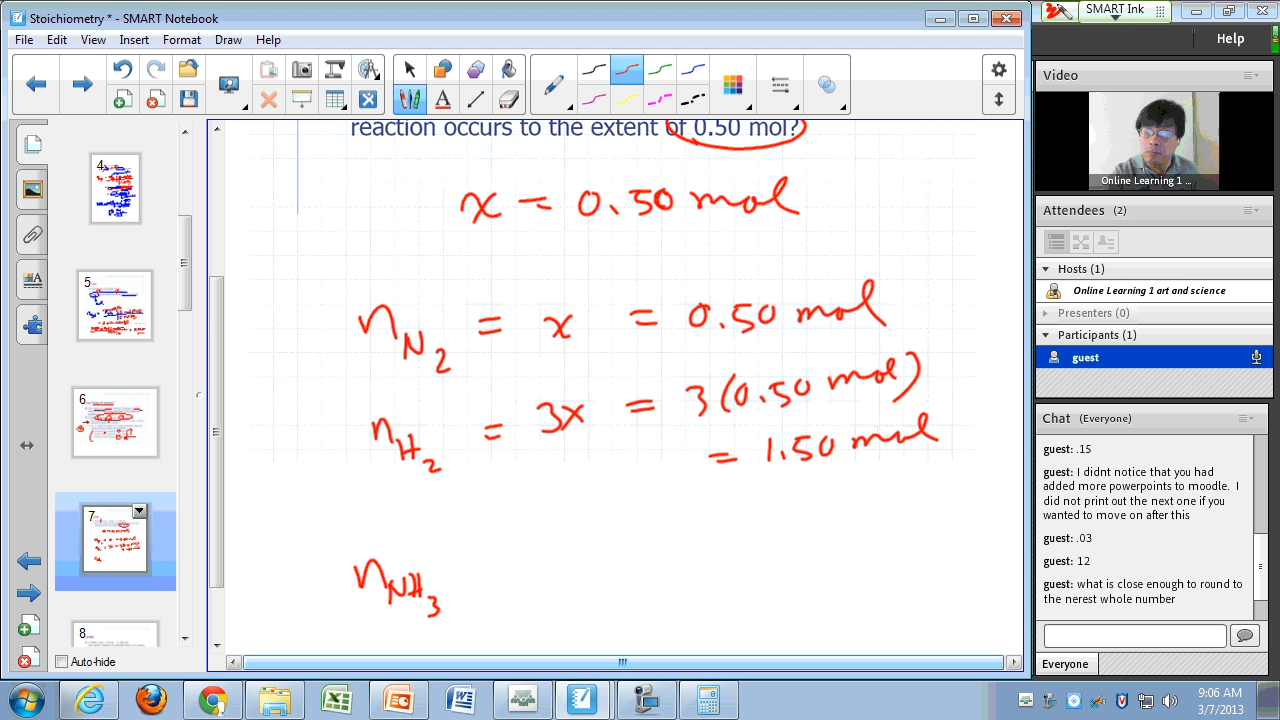 Stoichiometry * - SMART Notebook
SMART Ink
File Edit View Insert Format Draw Help
Help
Video
Online Learning 1 ...
Attendees (2)
Hosts (1)
Online Learning 1 art and science
Presenters (0)
Participants (1)
guest
Chat (Everyone)
guest: .15
guest: I didnt notice that you had
added more powerpoints to moodle. I
did not print out the next one if you
wanted to move on after this
guest: .03
guest: 12
guest: what is close enough to round to
the nerest whole number
Everyone
4
5
6
7
8
Auto-hide
reaction occurs to the extent of 0.50 mol?
x = 0.50 mol
nN2 = x = 0.50 mol
nH2 = 3x = 3(0.50 mol)
= 1.50 mol
nNH3
9:06 AM
3/7/2013